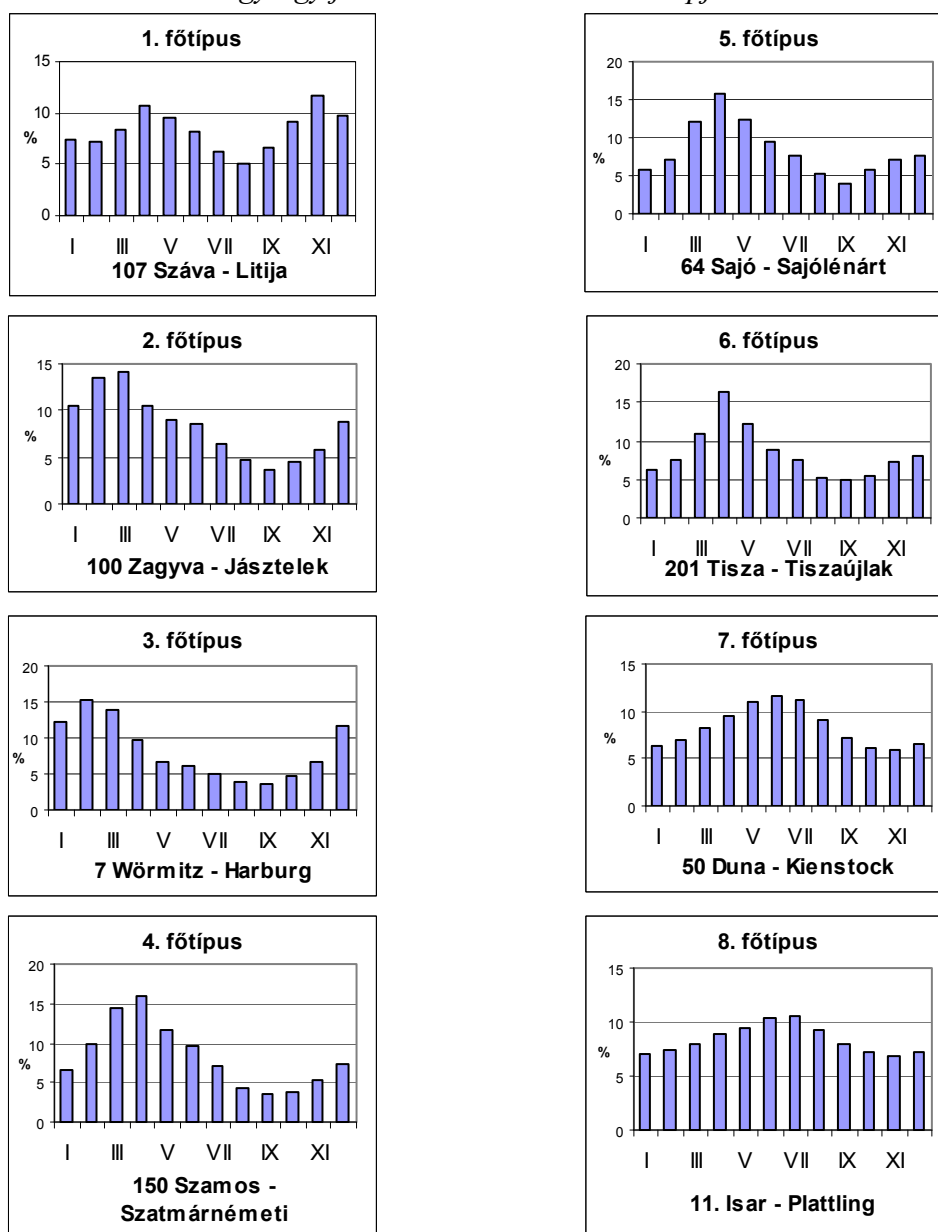 1. főtípus
15
10
%
5
0
I III V VII IX XI
107 Száva - Litija
2. főtípus
15
10
%
5
0
I III V VII IX XI
100 Zagyva - Jásztelek
3. főtípus
20
15
10
%
5
0
I III V VII IX XI
7 Wörmitz - Harburg
4. főtípus
20
15
10
%
5
0
I III V VII IX XI
150 Szamos -
Szatmárnémeti
5. főtípus
20
15
10
%
5
0
I III V VII IX XI
64 Sajó - Sajólénárt
6. főtípus
20
15
10
%
5
0
I III V VII IX XI
201 Tisza - Tiszaújlak
7. főtípus
15
10
%
5
0
I III V VII IX XI
50 Duna - Kienstock
8. főtípus
15
10
%
5
0
I III V VII IX XI
11. Isar - Plattling